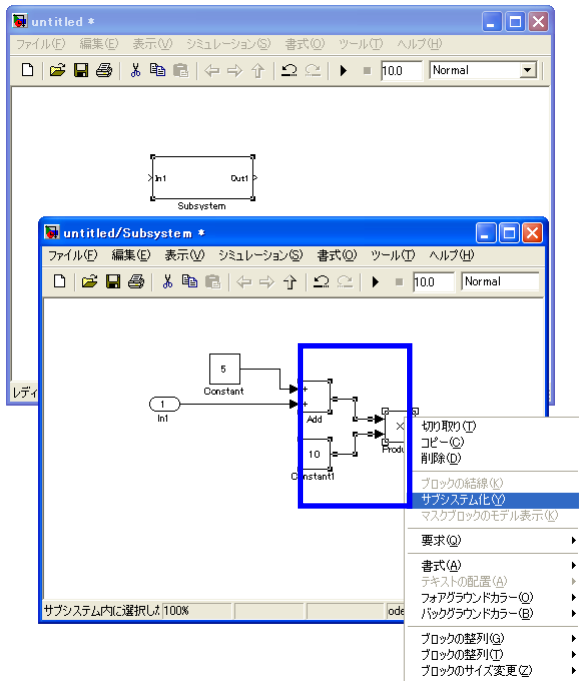 untitled *
ファイル(F) 編集(E) 表示(V) シミュレーション(S) 書式(O) ツール(T) ヘルプ(H)
10.0 Normal
In1 Out1
Subsystem
レディ
untitled/Subsystem *
ファイル(F) 編集(E) 表示(V) シミュレーション(S) 書式(O) ツール(T) ヘルプ(H)
10.0 Normal
5
Constant
1
In1
+
+
Add
×
Produ
10
Constant1
切り取り(T)
コピー(C)
削除(D)
ブロックの結線(K)
サブシステム化(Y)
マスクブロックのモデル表示(K)
要求(Q)
書式(A)
テキストの配置(A)
フォアグラウンドカラー(O)
バックグラウンドカラー(B)
ブロックの整列(G)
ブロックの整列(T)
ブロックのサイズ変更(Z)
サブシステム内に選択した 100% ode